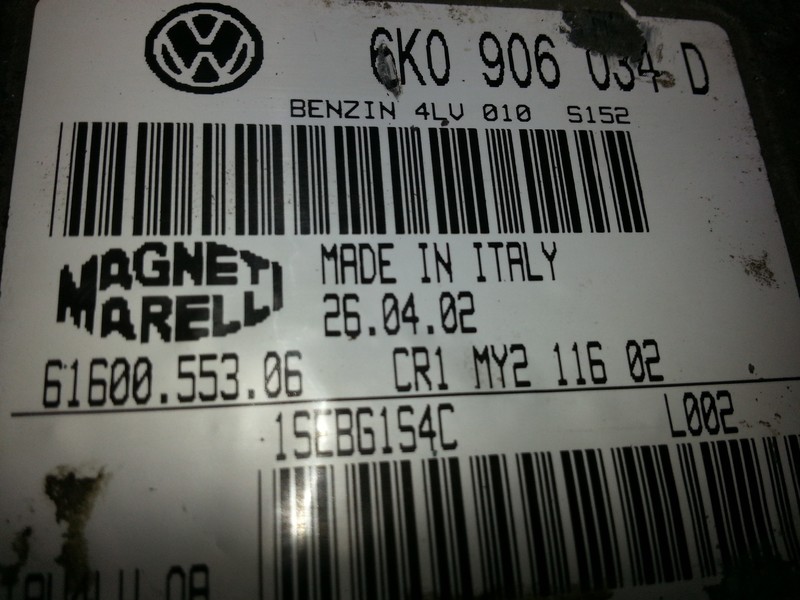 6K0 906 034 D
BENZIN 4LV 010 S152
MAGNETI MADE IN ITALY
MARELLI 26.04.02
61600.553.06 CR1 MY2 116 02
1SEBG1S4C L002